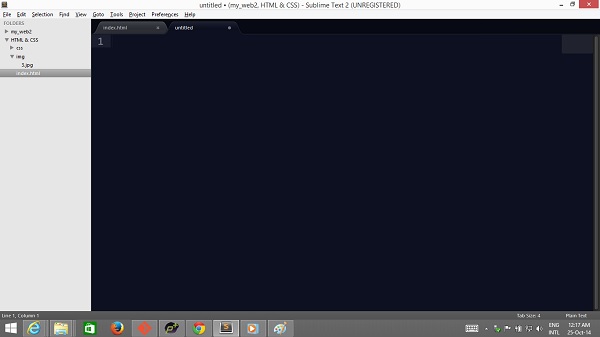 untitled • (my_web2, HTML & CSS) - Sublime Text 2 (UNREGISTERED)
File Edit Selection Find View Goto Tools Project Preferences Help
FOLDERS
my_web2
HTML & CSS
css
img
3.jpg
index.html
index.html
untitled
1
Line 1, Column 1
Tab Size: 4
Plain Text
ENG
INTL
12:17 AM
25-Oct-14